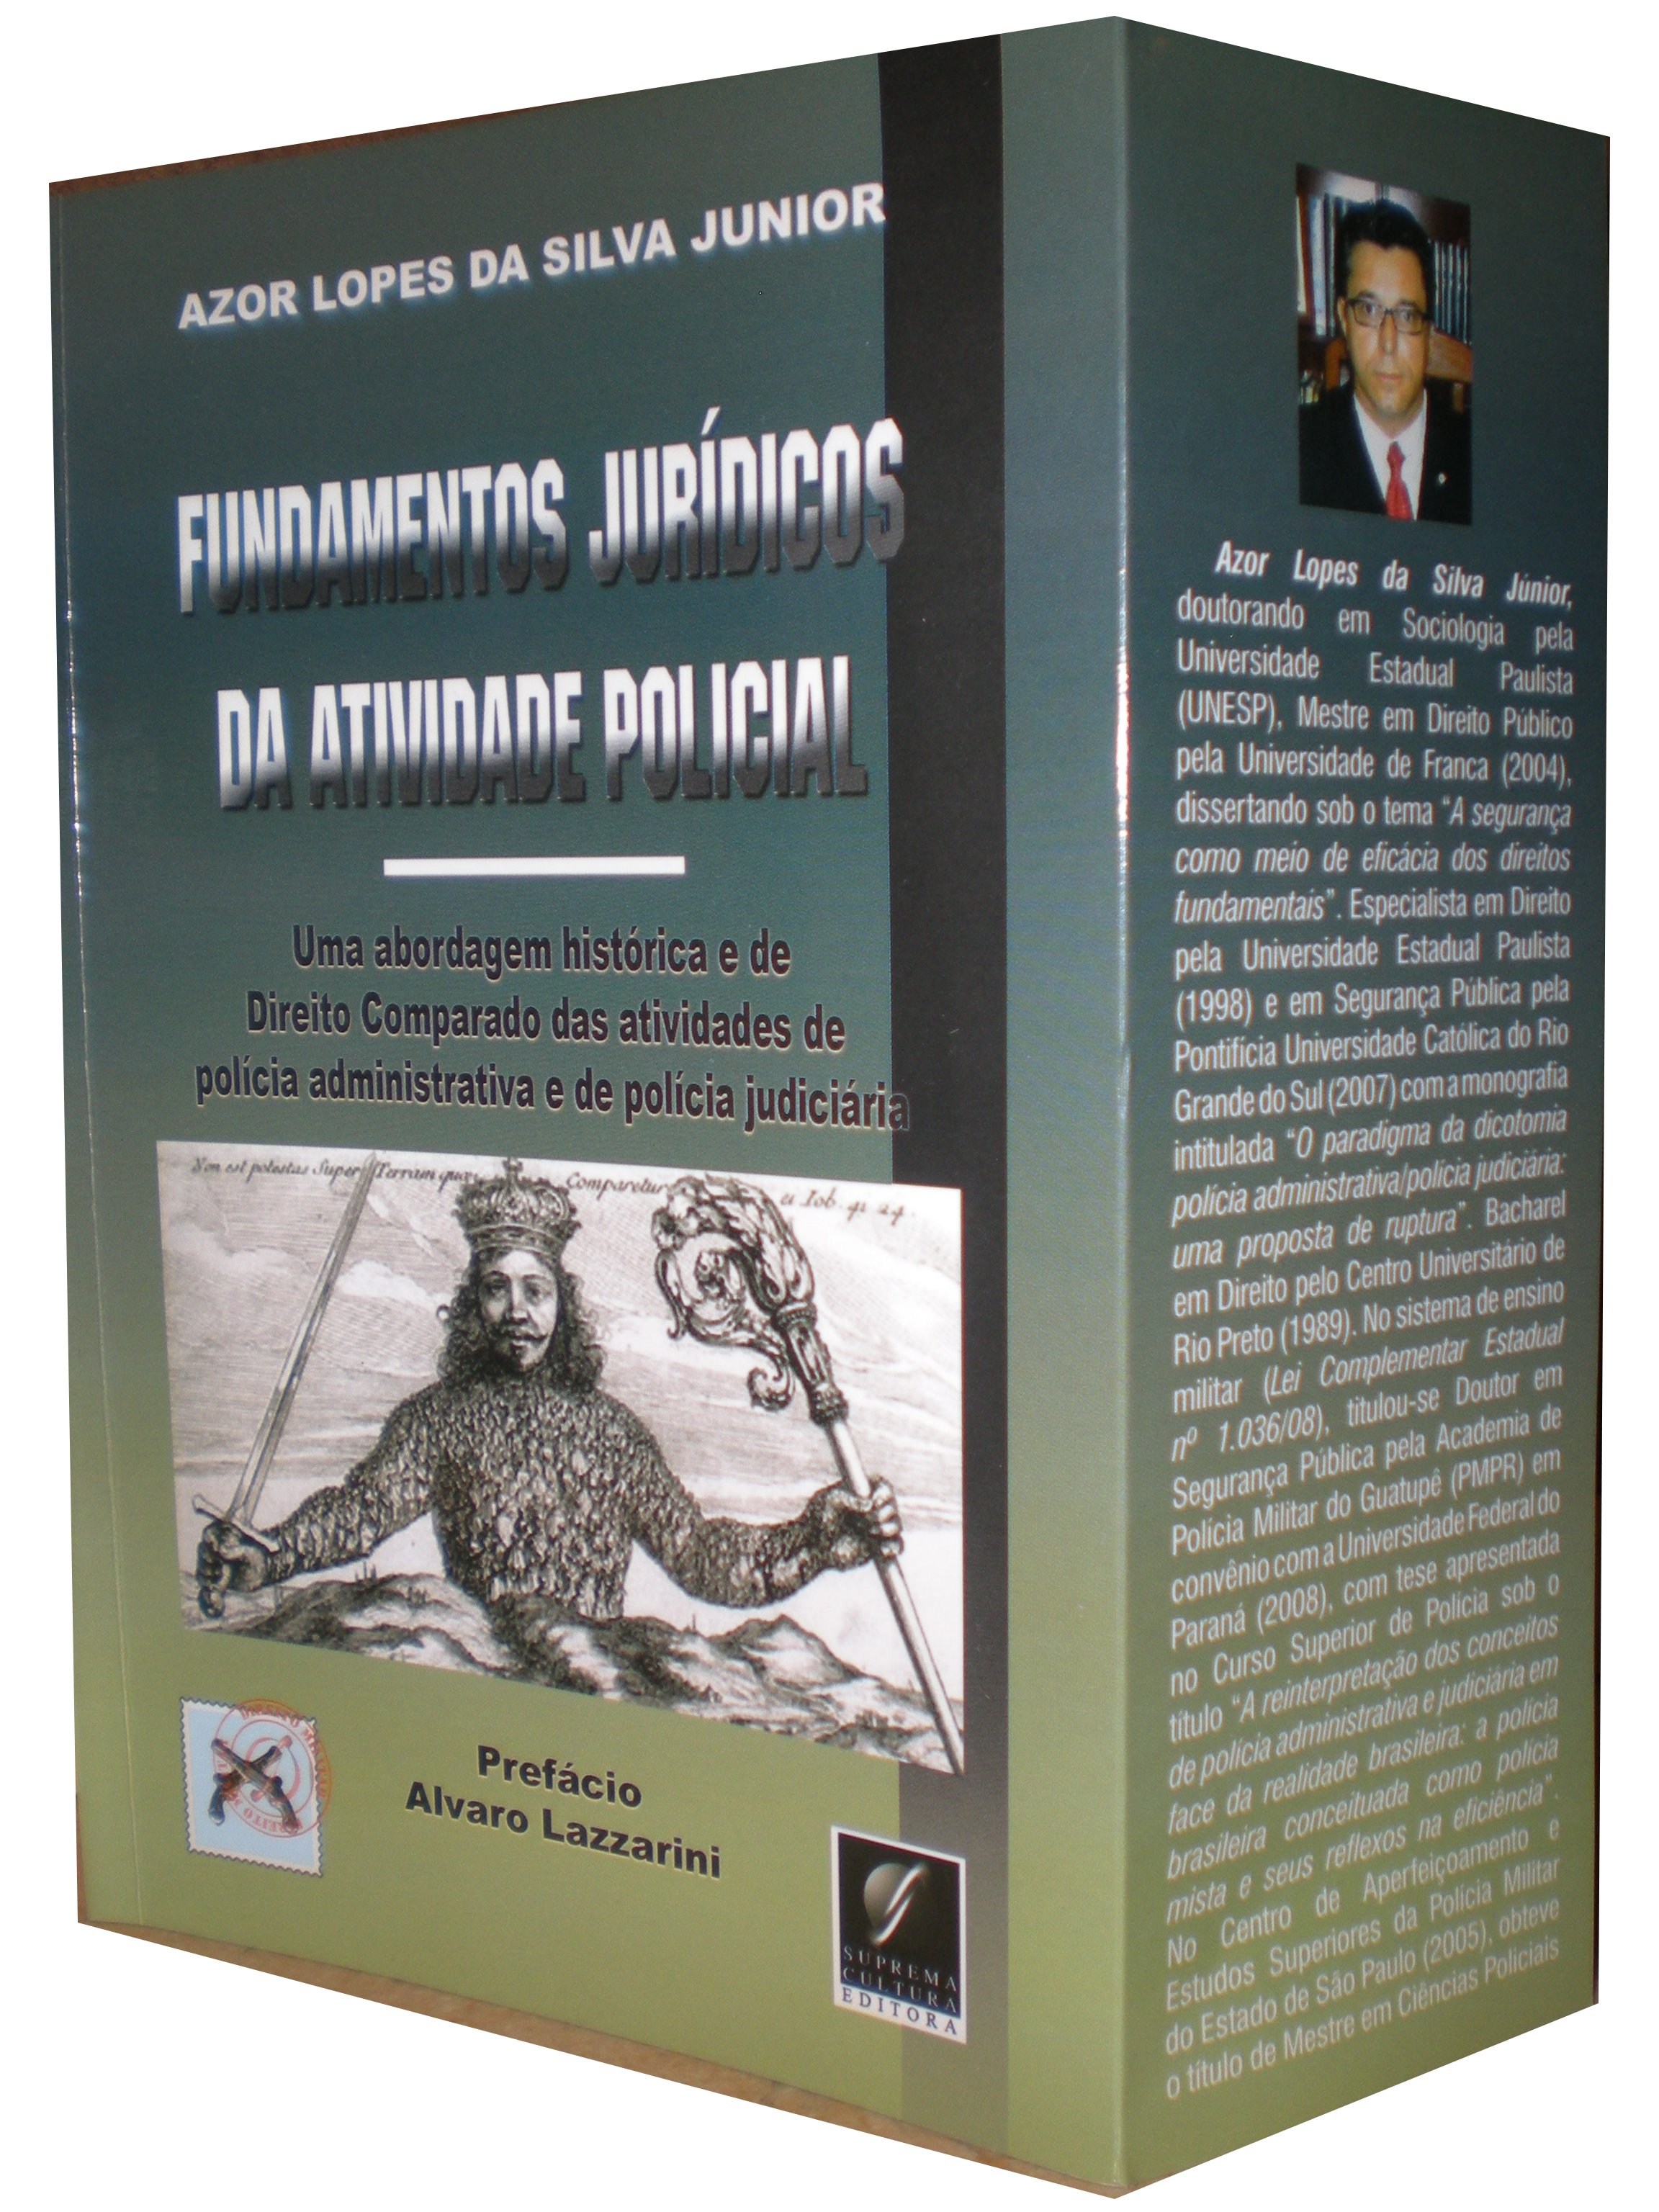 AZOR LOPES DA SILVA JUNIOR
FUNDAMENTOS JURÍDICOS
DA ATIVIDADE POLICIAL
Uma abordagem histórica e de
Direito Comparado das atividades de
polícia administrativa e de polícia judiciária
Non est potestas Super Terram quae Comparetur ei Iob. 41. 24.
Prefácio
Alvaro Lazzarini
SUPREMA
CULTURA
EDITORA
Azor Lopes da Silva Júnior,
doutorando em Sociologia pela
Universidade Estadual Paulista
(UNESP), Mestre em Direito Público
pela Universidade de Franca (2004),
dissertando sob o tema “A segurança
como meio de eficácia dos direitos
fundamentais”. Especialista em Direito
pela Universidade Estadual Paulista
(1998) e em Segurança Pública pela
Pontifícia Universidade Católica do Rio
Grande do Sul (2007) com a monografia
intitulada “O paradigma da dicotomia
polícia administrativa/polícia judiciária:
uma proposta de ruptura”. Bacharel
em Direito pelo Centro Universitário de
Rio Preto (1989). No sistema de ensino
militar (Lei Complementar Estadual
nº 1.036/08), titulou-se Doutor em
Segurança Pública pela Academia de
Polícia Militar do Guatupê (PMPR) em
convênio com a Universidade Federal do
Paraná (2008), com tese apresentada
no Curso Superior de Polícia sob o
título “A reinterpretação dos conceitos
de polícia administrativa e judiciária em
face da realidade brasileira: a polícia
brasileira conceituada como polícia
mista e seus reflexos na eficiência”.
No Centro de Aperfeiçoamento e
Estudos Superiores da Polícia Militar
do Estado de São Paulo (2005), obteve
o título de Mestre em Ciências Policiais